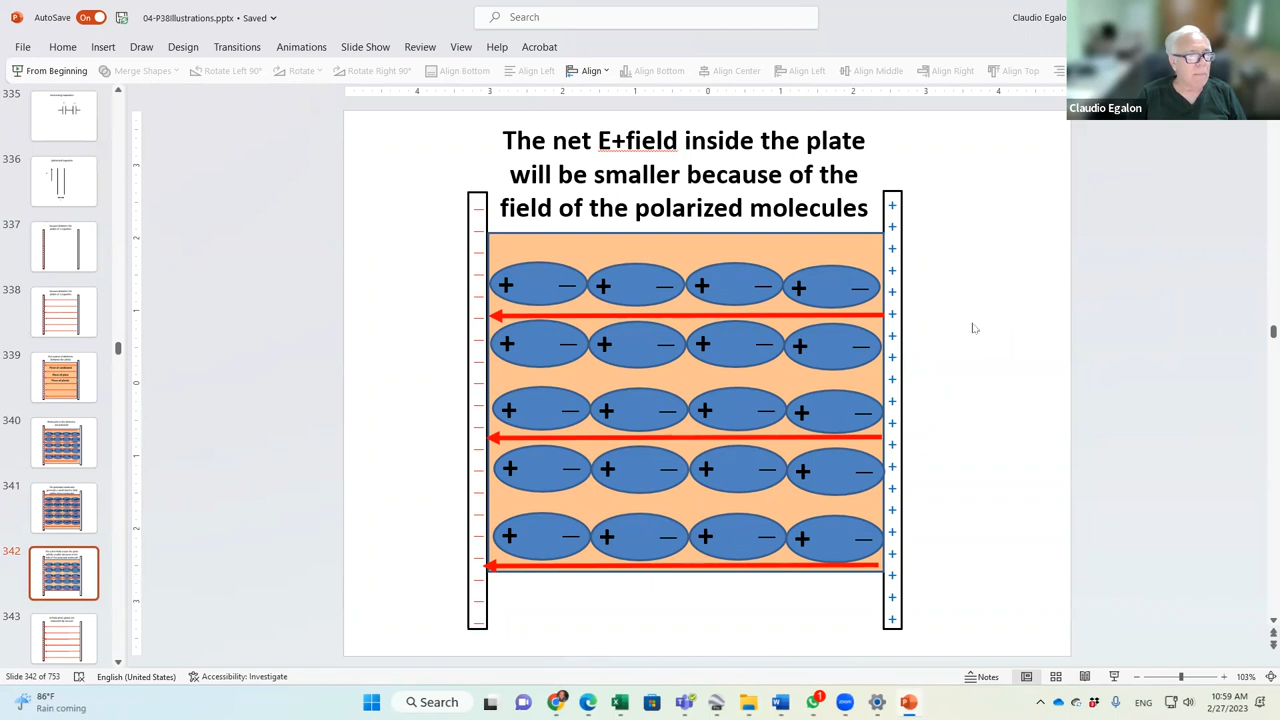 AutoSave On 04-P38Illustrations.pptx • Saved Search Claudio Egalon
File Home Insert Draw Design Transitions Animations Slide Show Review View Help Acrobat
From Beginning Merge Shapes Rotate Left 90° Rotate Rotate Right 90° Align Bottom Align Left Align Align Bottom Align Center Align Left Align Middle Align Right Align Top
Claudio Egalon
The net E+field inside the plate
will be smaller because of the
field of the polarized molecules
335
336
337
338
339
340
341
342
343
Slide 342 of 753 English (United States) Accessibility: Investigate Notes 103%
86°F
Rain coming
Search
1
ENG
10:59 AM
2/27/2023